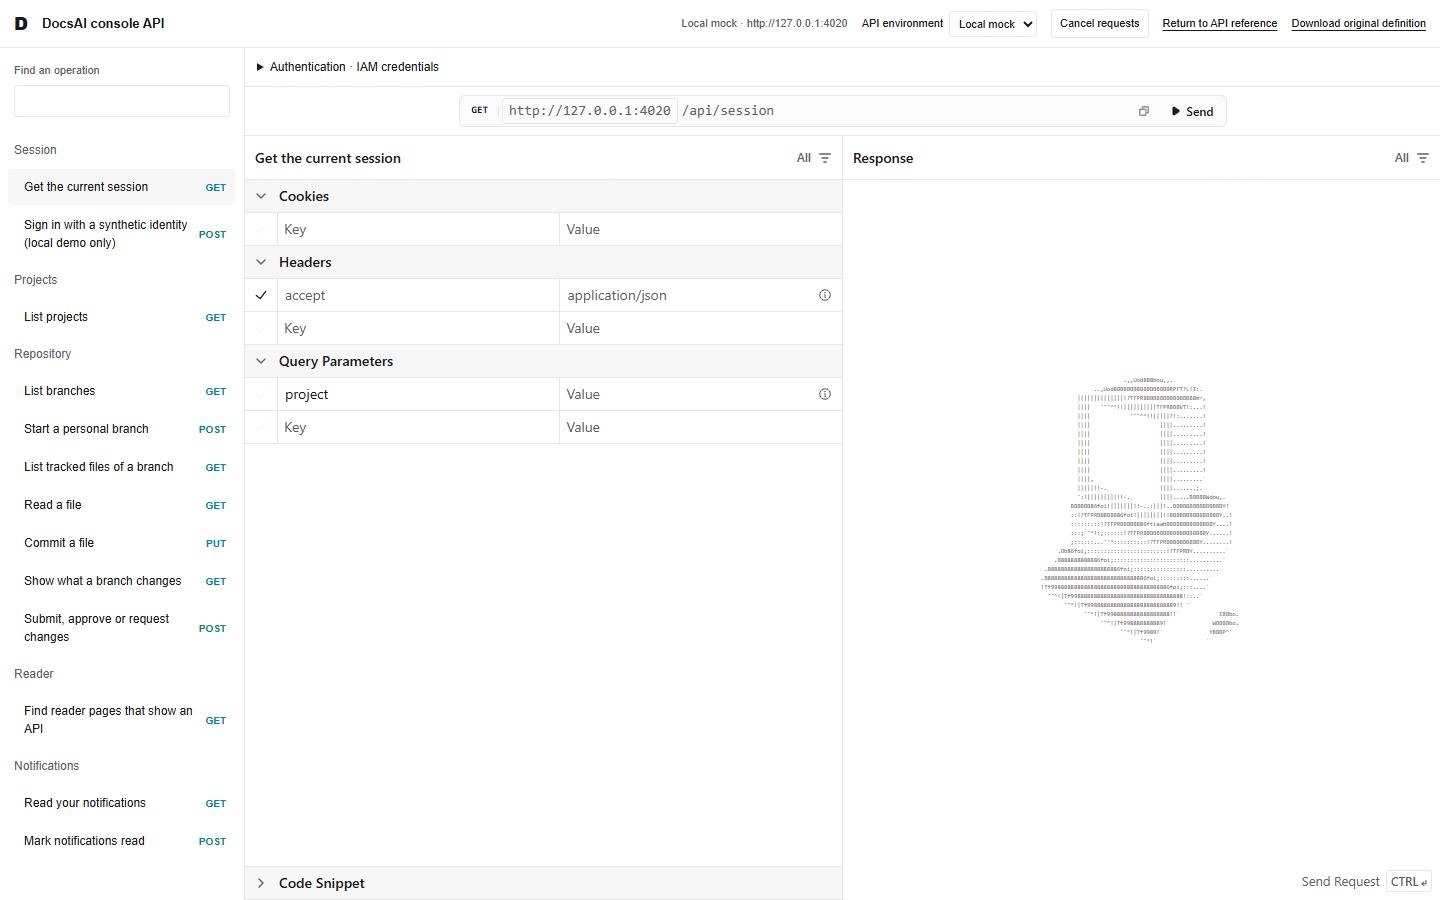 D DocsAI console API
Local mock · http://127.0.0.1:4020 API environment Local mock Cancel requests Return to API reference Download original definition
Find an operation
Session
Get the current session GET
Sign in with a synthetic identity
(local demo only) POST
Projects
List projects GET
Repository
List branches GET
Start a personal branch POST
List tracked files of a branch GET
Read a file GET
Commit a file PUT
Show what a branch changes GET
Submit, approve or request
changes POST
Reader
Find reader pages that show an
API GET
Notifications
Read your notifications GET
Mark notifications read POST
Authentication · IAM credentials
GET http://127.0.0.1:4020 /api/session Send
Get the current session All
Cookies
Key Value
Headers
accept application/json
Key Value
Query Parameters
project Value
Key Value
Code Snippet
Response All
Send Request CTRL ↲